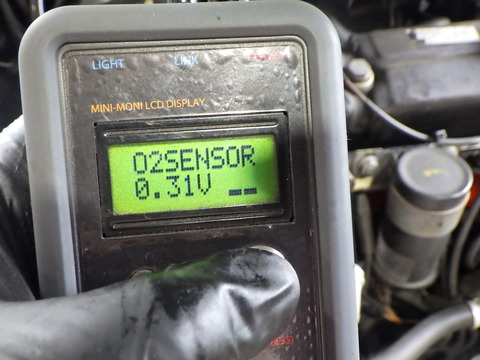 LIGHT LINK
MINI-MONI LCD DISPLAY
O2SENSOR
0.31V